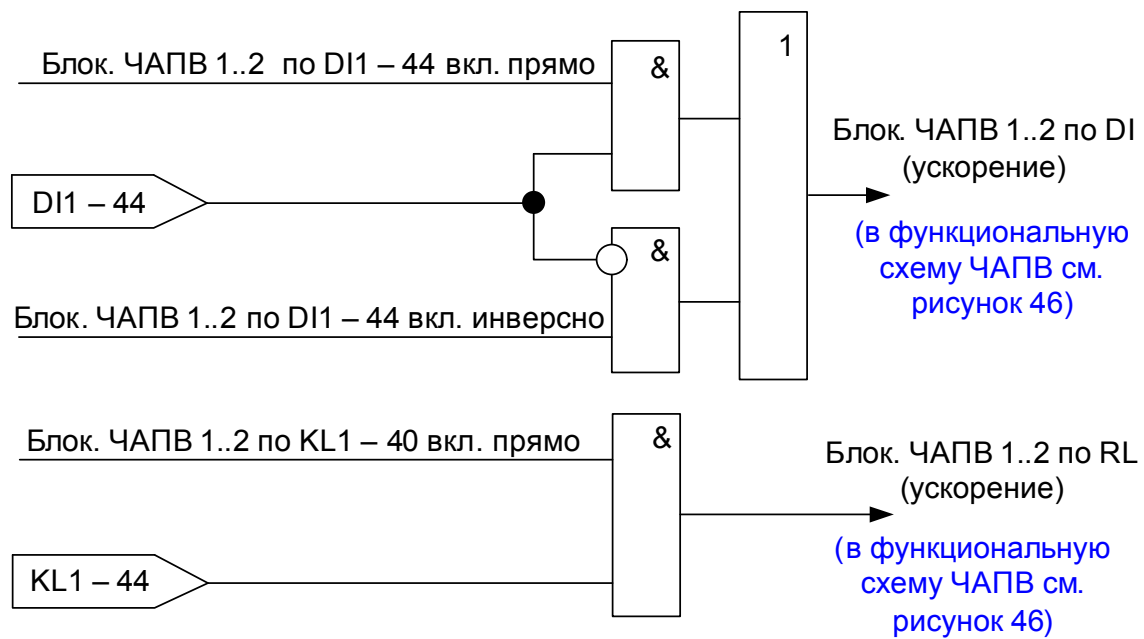 Блок. ЧАПВ 1..2 по DI1 – 44 вкл. прямо
&
1
Блок. ЧАПВ 1..2 по DI
(ускорение)
DI1 – 44
(в функциональную
схему ЧАПВ см.
рисунок 46)
&
Блок. ЧАПВ 1..2 по DI1 – 44 вкл. инверсно
Блок. ЧАПВ 1..2 по KL1 – 40 вкл. прямо
&
Блок. ЧАПВ 1..2 по RL
(ускорение)
KL1 – 44
(в функциональную
схему ЧАПВ см.
рисунок 46)